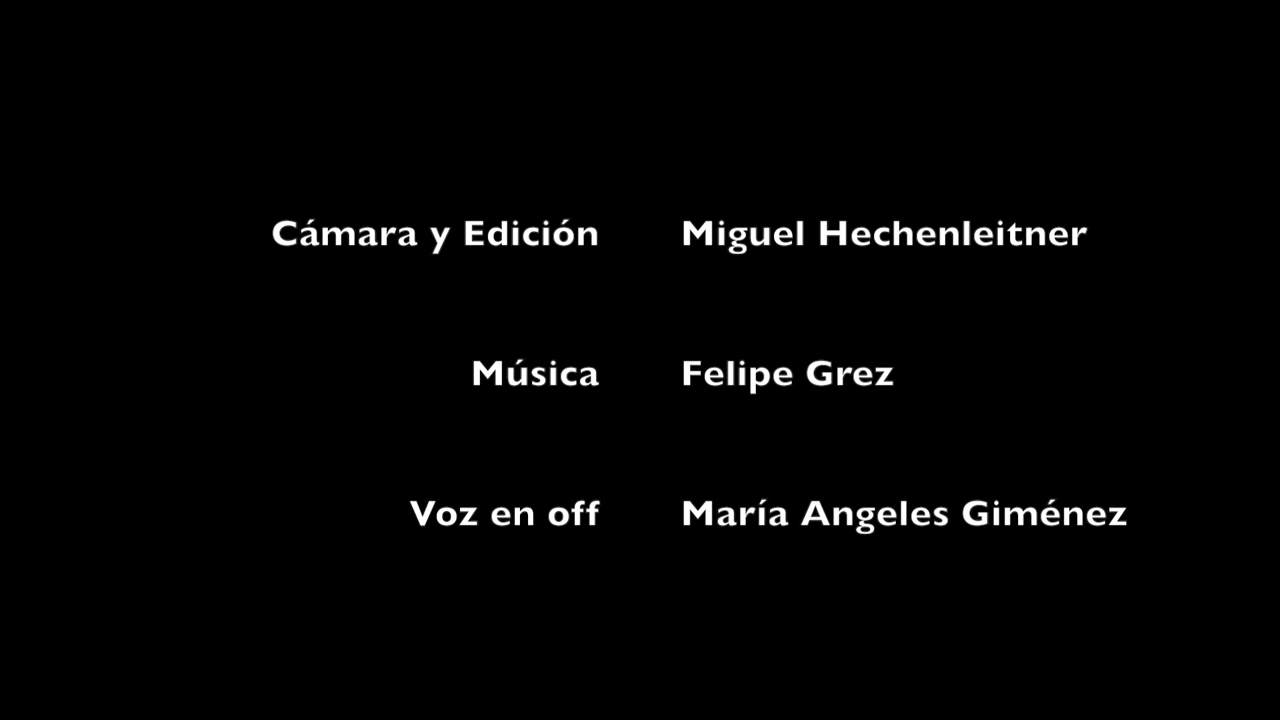 Cámara y Edición Miguel Hechenleitner
Música Felipe Grez
Voz en off María Angeles Giménez